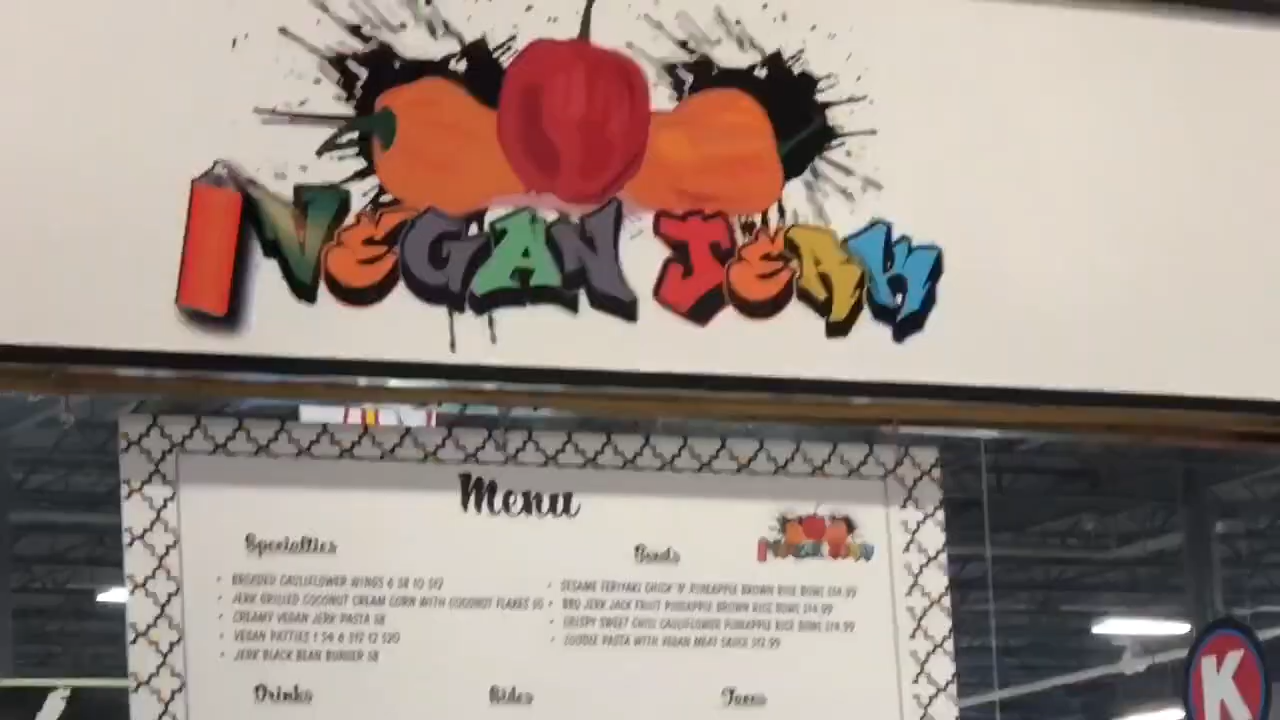 VEGAN JERK
Menu
Specialties
Bowls
• BREADED CAULIFLOWER WINGS 6 $8 10 $12
• JERK GRILLED COCONUT CREAM CORN WITH COCONUT FLAKES $5
• CREAMY VEGAN JERK PASTA $8
• VEGAN PATTIES 1 $4 6 $12 12 $20
• JERK BLACK BEAN BURGER $8
• SESAME TERIYAKI CHICK 'N' PINEAPPLE BROWN RICE BOWL $14.99
• BBQ JERK JACK FRUIT PINEAPPLE BROWN RICE BOWL $14.99
• CRISPY SWEET CHILI CAULIFLOWER PINEAPPLE RICE BOWL $14.99
• ZOODLE PASTA WITH VEGAN MEAT SAUCE $12.99
Drinks
Sides
Tacos
K